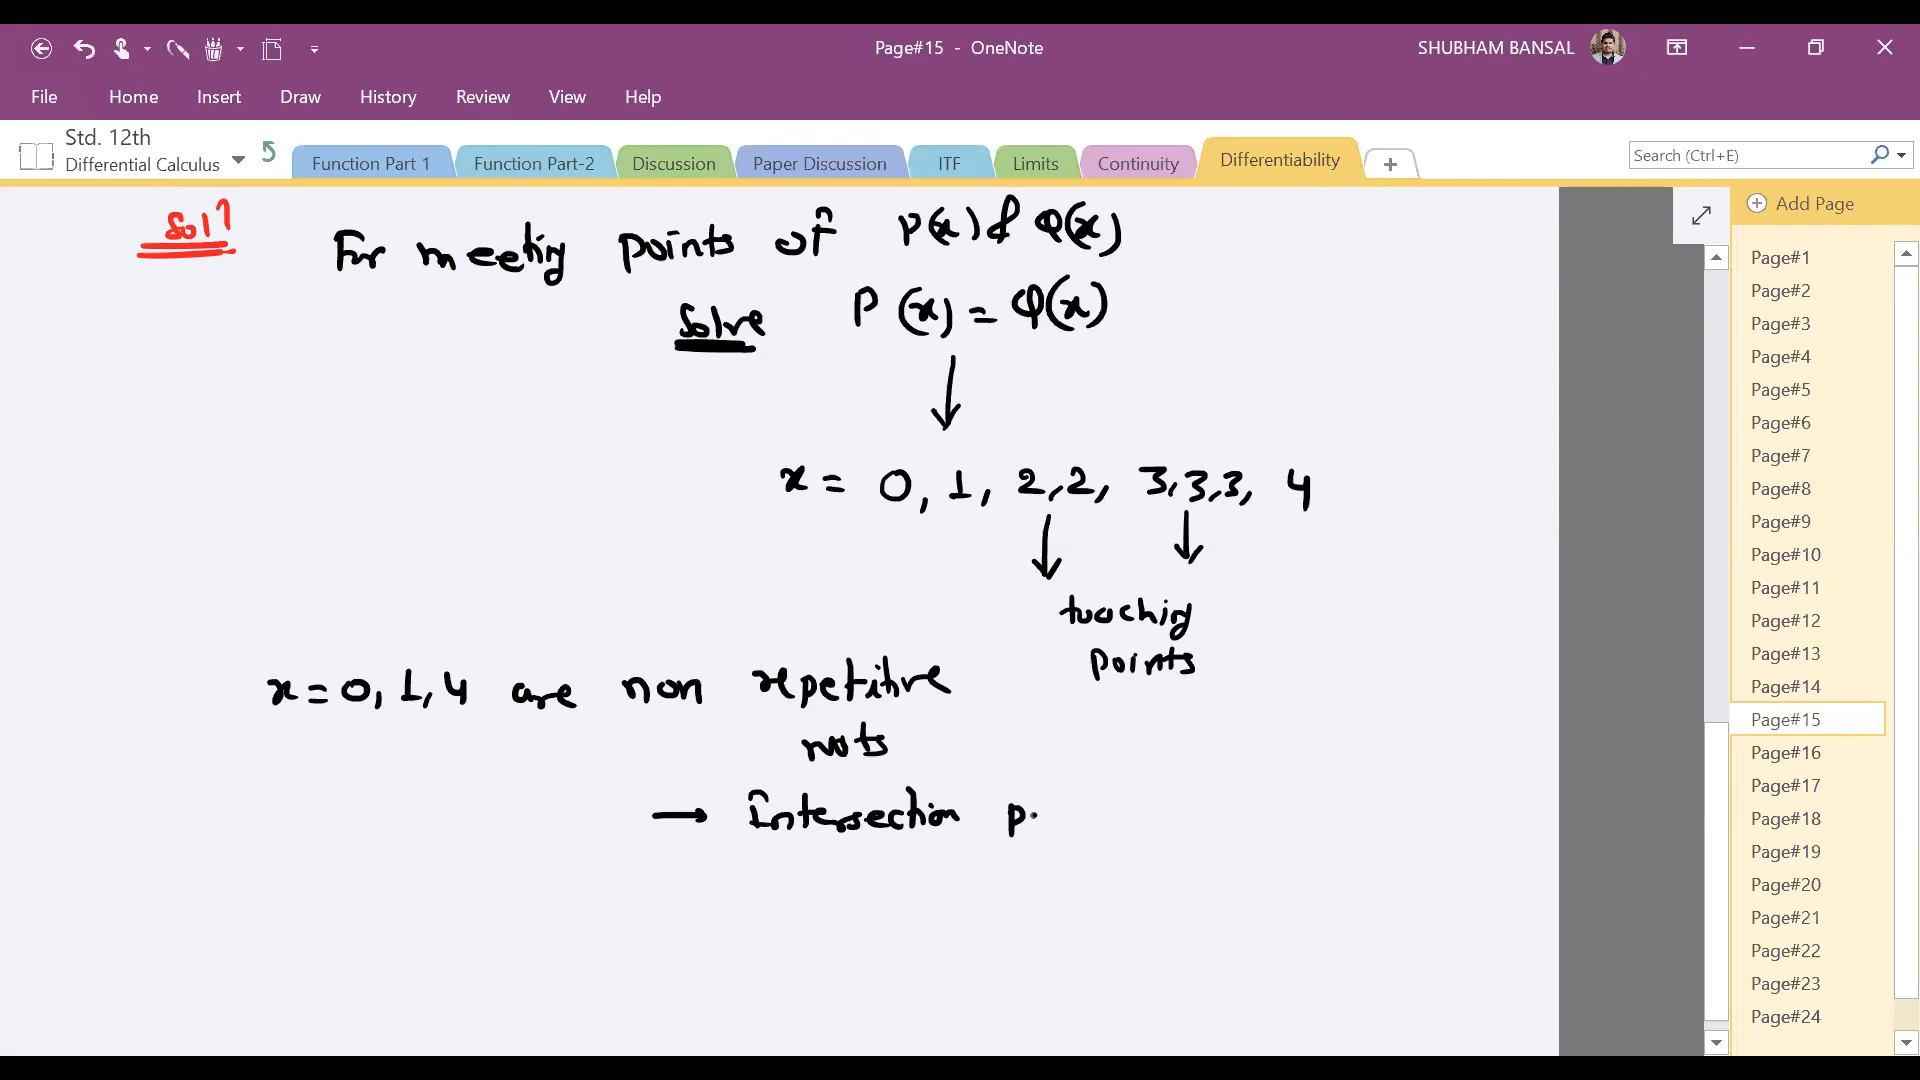 Page#15 - OneNote
SHUBHAM BANSAL
File Home Insert Draw History Review View Help
Std. 12th
Differential Calculus
Function Part 1 Function Part-2 Discussion Paper Discussion ITF Limits Continuity Differentiability +
Search (Ctrl+E)
Add Page
Sol?
For meeting points of P(x) & Q(x)
Solve P(x) = Q(x)
x = 0, 1, 2,2, 3,3,3, 4
touching
points
x = 0, 1, 4 are non repetitive
roots
→ Intersection p
Page#1
Page#2
Page#3
Page#4
Page#5
Page#6
Page#7
Page#8
Page#9
Page#10
Page#11
Page#12
Page#13
Page#14
Page#15
Page#16
Page#17
Page#18
Page#19
Page#20
Page#21
Page#22
Page#23
Page#24